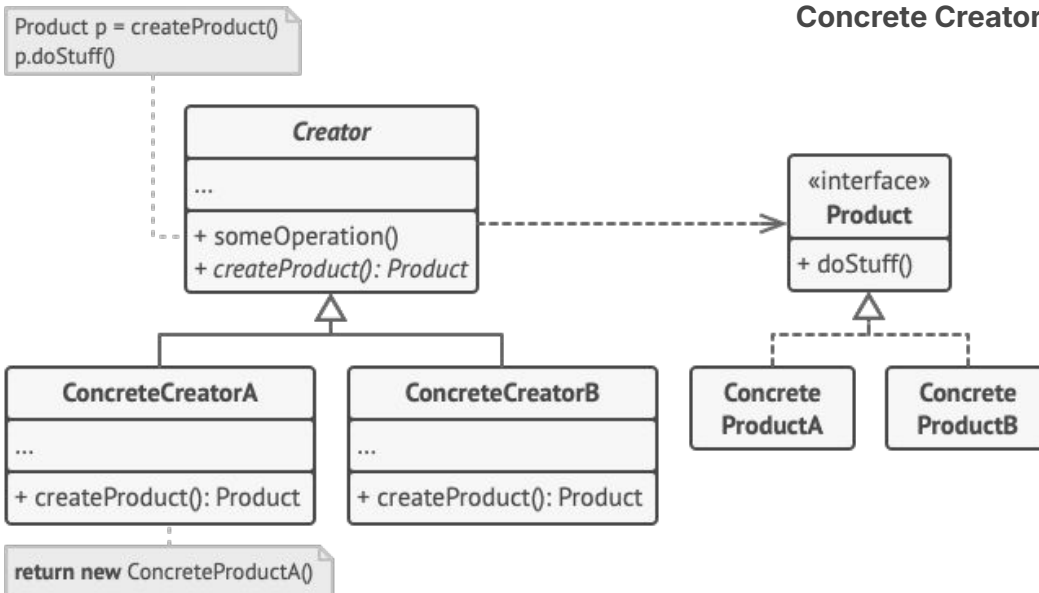 Concrete Creator
Product p = createProduct()
p.doStuff()
Creator
...
+ someOperation()
+ createProduct(): Product
«interface»
Product
+ doStuff()
ConcreteCreatorA
...
+ createProduct(): Product
ConcreteCreatorB
...
+ createProduct(): Product
Concrete
ProductA
Concrete
ProductB
return new ConcreteProductA()